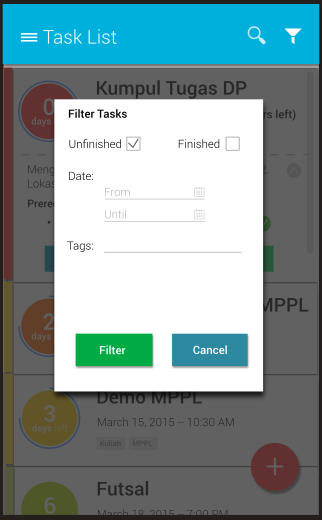 Task List
Kumpul Tugas DP
0
days
rs left)
Filter Tasks
Unfinished
Finished
Meng
Lokas
Date:
From
Until
Prere
Tags:
2
days
MPPL
Filter
Cancel
3
days left
Demo MPPL
March 15, 2015 – 10:30 AM
Kuliah MPPL
6
Futsal
March 18, 2015 – 7:00 PM